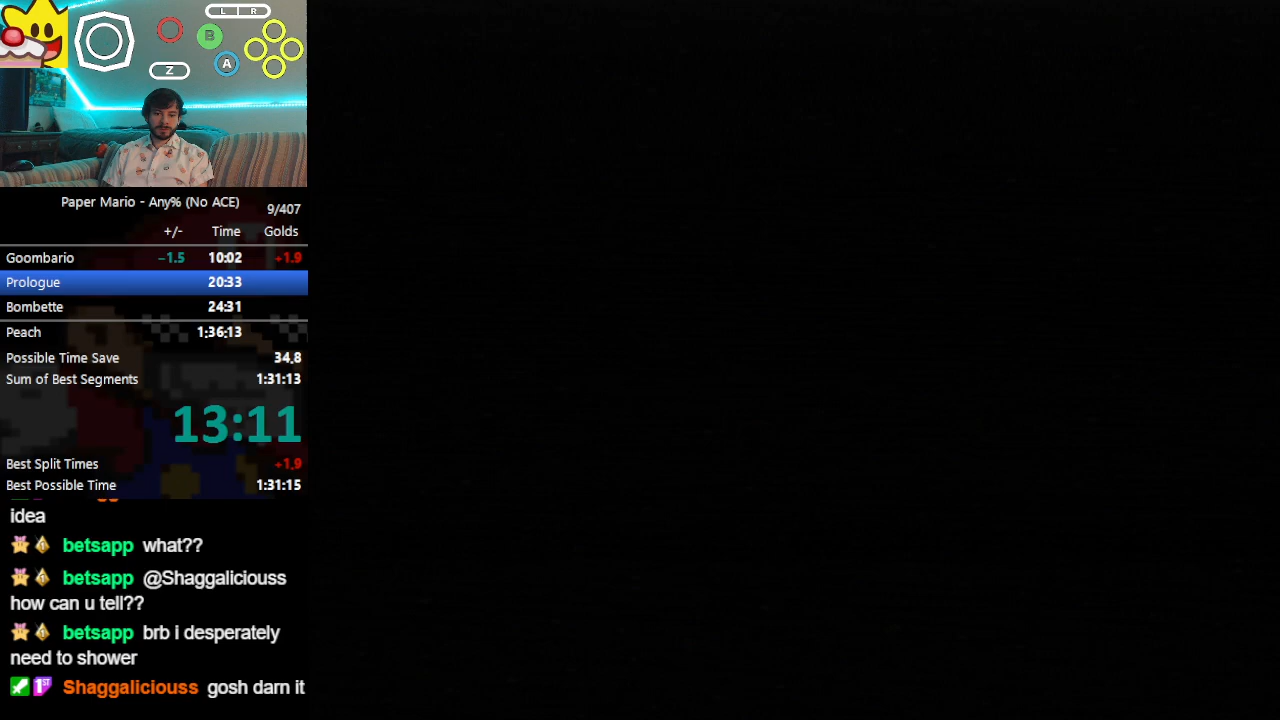 L R
B
Z
A
Paper Mario - Any% (No ACE)
9/407
+/- Time Golds
Goombario −1.5 10:02 +1.9
Prologue 20:33
Bombette 24:31
Peach 1:36:13
Possible Time Save 34.8
Sum of Best Segments 1:31:13
13:11
Best Split Times +1.9
Best Possible Time 1:31:15
idea
betsapp what??
betsapp @Shaggaliciouss
how can u tell??
betsapp brb i desperately
need to shower
1ST Shaggaliciouss gosh darn it